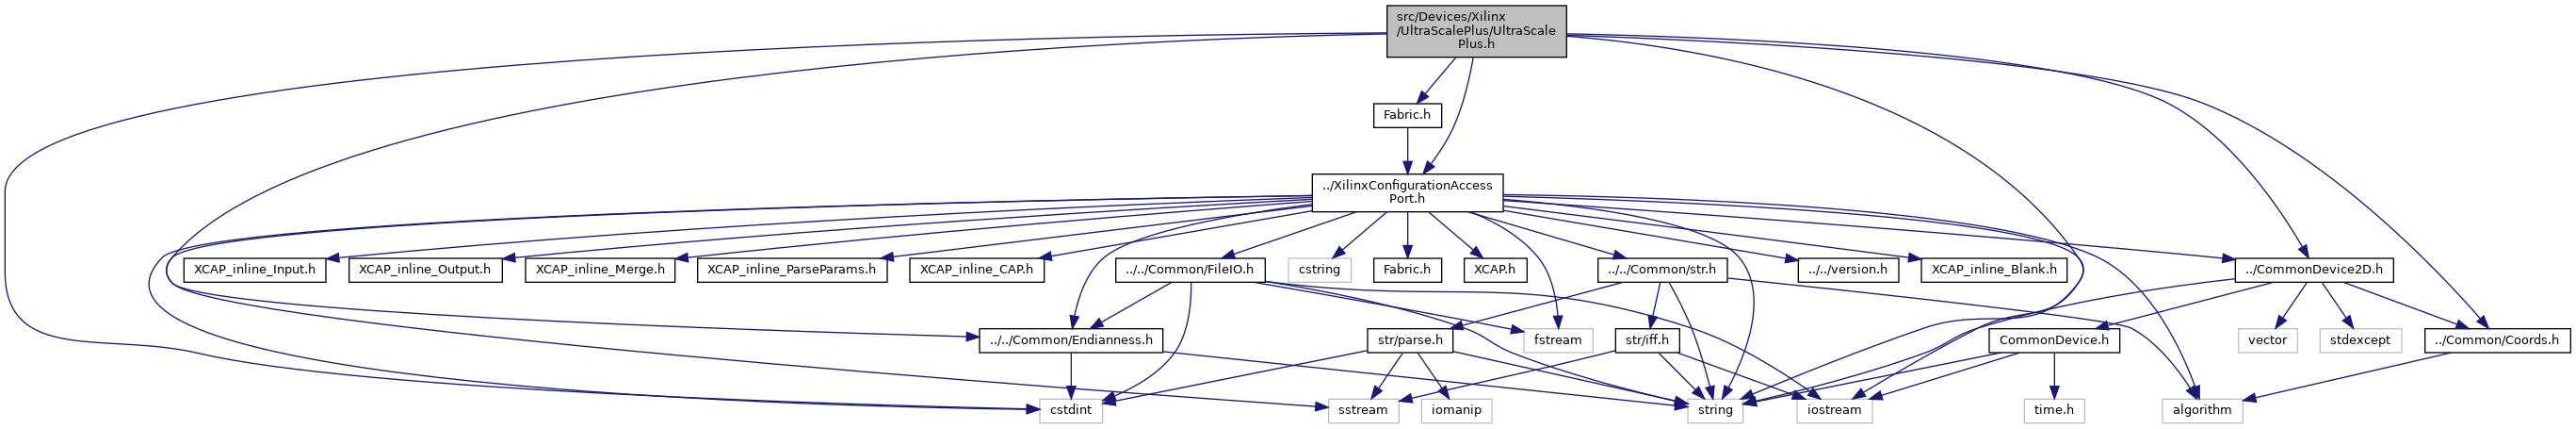 src/Devices/Xilinx
/UltraScalePlus/UltraScale
Plus.h
Fabric.h
../XilinxConfigurationAccess
Port.h
XCAP_inline_Input.h
XCAP_inline_Output.h
XCAP_inline_Merge.h
XCAP_inline_ParseParams.h
XCAP_inline_CAP.h
../../Common/FileIO.h
cstring
Fabric.h
XCAP.h
../../Common/str.h
../../version.h
XCAP_inline_Blank.h
../CommonDevice2D.h
../../Common/Endianness.h
fstream
str/parse.h
str/iff.h
CommonDevice.h
vector
stdexcept
../Common/Coords.h
cstdint
sstream
iomanip
string
iostream
time.h
algorithm